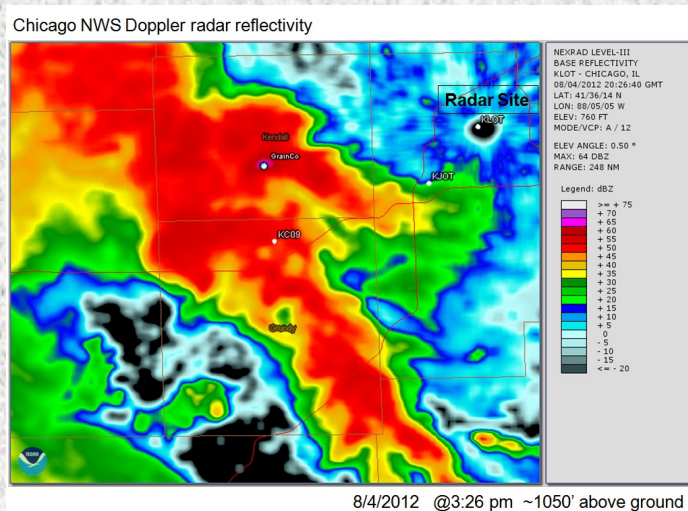 Chicago NWS Doppler radar reflectivity
NEXRAD LEVEL-III
BASE REFLECTIVITY
KLOT - CHICAGO, IL
08/04/2012 20:26:40 GMT
LAT: 41/36/14 N
LON: 88/05/05 W
ELEV: 760 FT
MODE/VCP: A / 12
ELEV ANGLE: 0.50 °
MAX: 64 DBZ
RANGE: 248 NM
Legend: dBZ
>= + 75
+ 70
+ 65
+ 60
+ 55
+ 50
+ 45
+ 40
+ 35
+ 30
+ 25
+ 20
+ 15
+ 10
+ 5
0
- 5
- 10
- 15
<= - 20
Radar Site
KLOT
Kendall
GrainCo
KJOT
KC09
Grundy
NOAA
8/4/2012 @3:26 pm ~1050' above ground